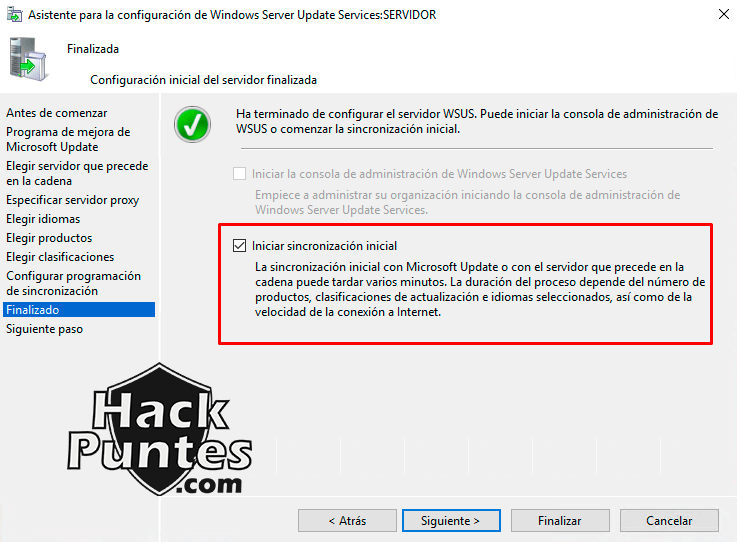 Asistente para la configuración de Windows Server Update Services:SERVIDOR
Finalizada
Configuración inicial del servidor finalizada
Antes de comenzar
Programa de mejora de
Microsoft Update
Elegir servidor que precede
en la cadena
Especificar servidor proxy
Elegir idiomas
Elegir productos
Elegir clasificaciones
Configurar programación
de sincronización
Finalizado
Siguiente paso
Ha terminado de configurar el servidor WSUS. Puede iniciar la consola de administración de
WSUS o comenzar la sincronización inicial.
Iniciar la consola de administración de Windows Server Update Services
Empiece a administrar su organización iniciando la consola de administración de
Windows Server Update Services.
Iniciar sincronización inicial
La sincronización inicial con Microsoft Update o con el servidor que precede en la
cadena puede tardar varios minutos. La duración del proceso depende del número de
productos, clasificaciones de actualización e idiomas seleccionados, así como de la
velocidad de la conexión a Internet.
Hack
Puntes
.com
< Atrás
Siguiente >
Finalizar
Cancelar